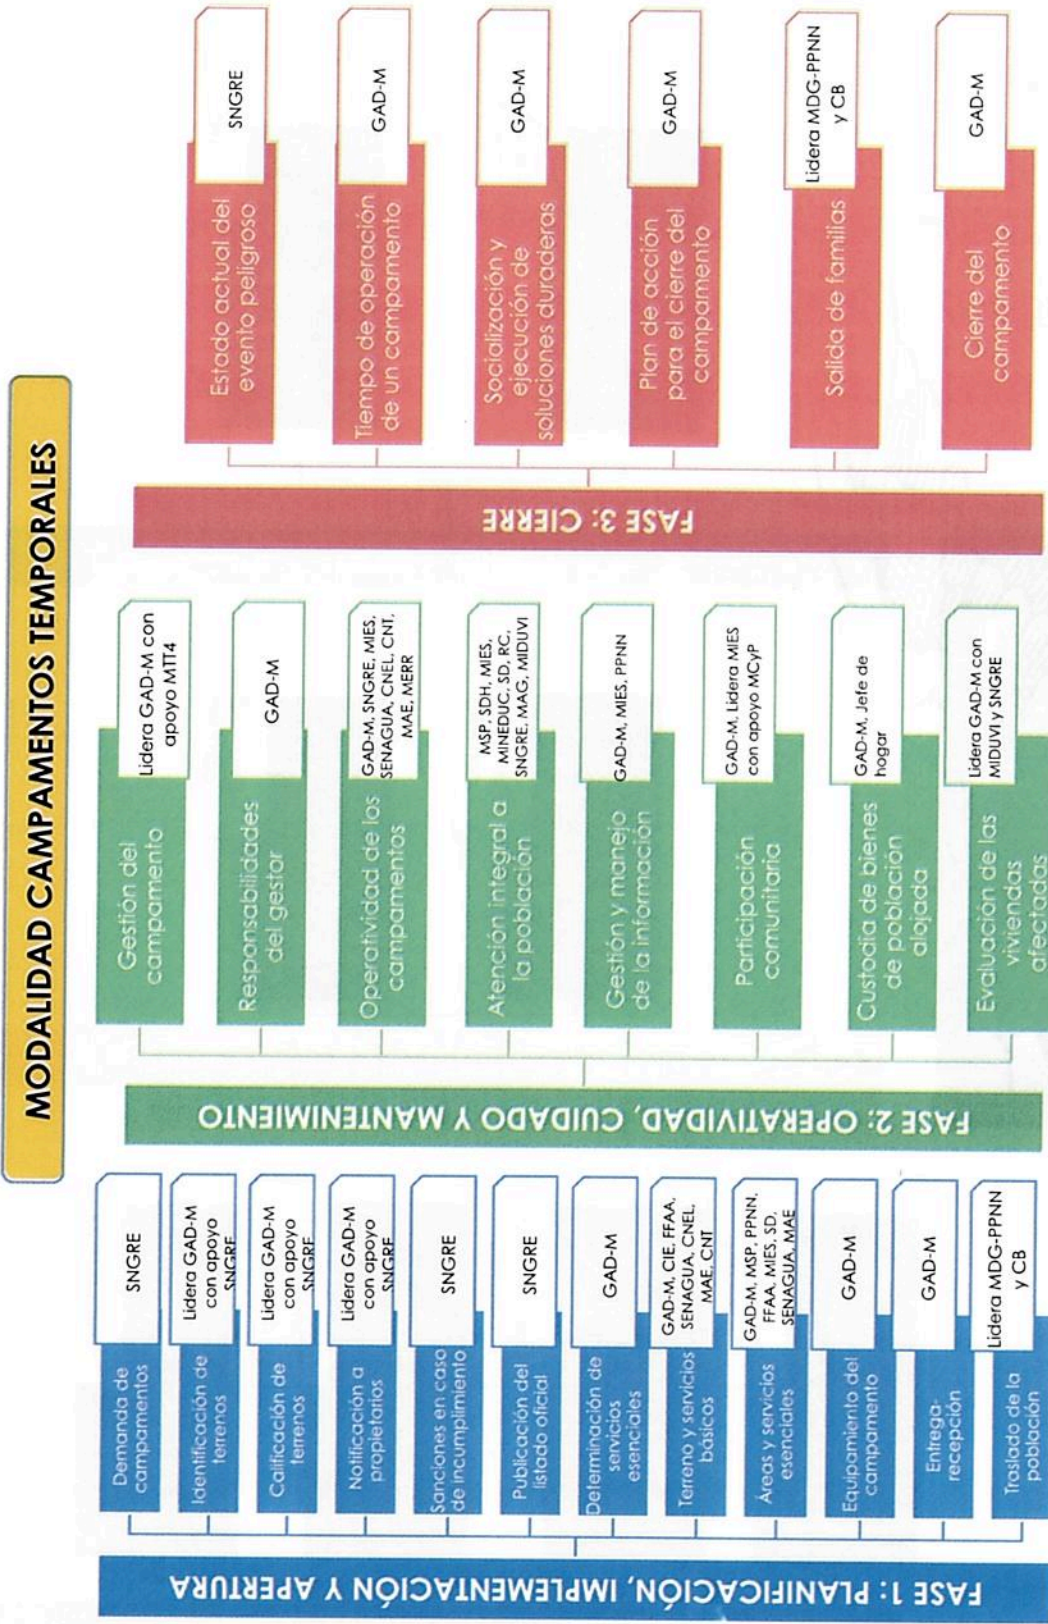 MODALIDAD CAMPAMENTOS TEMPORALES
FASE 1: PLANIFICACIÓN, IMPLEMENTACIÓN Y APERTURA
Demanda de
campamentos
SNGRE
Identificación de
terrenos
Lidera GAD-M
con apoyo
SNGRE
Calificación de
terrenos
Lidera GAD-M
con apoyo
SNGRE
Notificación a
propietarios
Lidera GAD-M
con apoyo
SNGRE
Sanciones en caso
de incumplimiento
SNGRE
Publicación del
listado oficial
SNGRE
Determinación de
servicios
esenciales
GAD-M
Terreno y servicios
básicos
GAD-M, CIE, FFAA,
SENAGUA, CNEL,
MAE, CNT
Áreas y servicios
esenciales
GAD-M, MSP, PPNN,
FFAA, MIES, SD,
SENAGUA, MAE
Equipamiento del
campamento
GAD-M
Entrega-
recepción
GAD-M
Traslado de la
población
Lidera MDG-PPNN
y CB
FASE 2: OPERATIVIDAD, CUIDADO Y MANTENIMIENTO
Gestión del
campamento
Lidera GAD-M con
apoyo MTT4
Responsabilidades
del gestor
GAD-M
Operatividad de los
campamentos
GAD-M, SNGRE, MIES,
SENAGUA, CNEL, CNT,
MAE, MERR
Atención integral a
la población
MSP, SDH, MIES,
MINEDUC, SD, RC,
SNGRE, MAG, MIDUVI
Gestión y manejo
de la información
GAD-M, MIES, PPNN
Participación
comunitaria
GAD-M, Lidera MIES
con apoyo MCyP
Custodia de bienes
de población
alojada
GAD-M, Jefe de
hogar
Evaluación de las
viviendas
afectadas
Lidera GAD-M con
MIDUVI y SNGRE
FASE 3: CIERRE
Estado actual del
evento peligroso
SNGRE
Tiempo de operación
de un campamento
GAD-M
Socialización y
ejecución de
soluciones duraderas
GAD-M
Plan de acción
para el cierre del
campamento
GAD-M
Salida de familias
Lidera MDG-PPNN
y CB
Cierre del
campamento
GAD-M